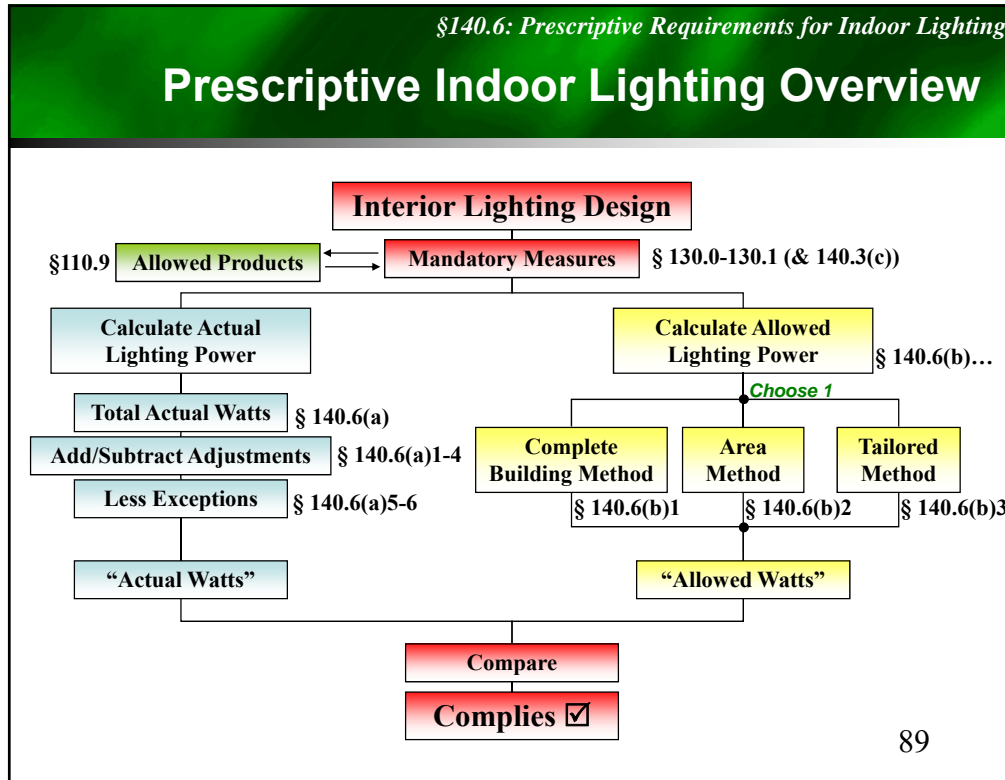 §140.6: Prescriptive Requirements for Indoor Lighting
Prescriptive Indoor Lighting Overview
Interior Lighting Design
§110.9
Allowed Products
Mandatory Measures
§ 130.0-130.1 (& 140.3(c))
Calculate Actual
Lighting Power
Calculate Allowed
Lighting Power
§ 140.6(b)…
Choose 1
Total Actual Watts
§ 140.6(a)
Add/Subtract Adjustments
§ 140.6(a)1-4
Less Exceptions
§ 140.6(a)5-6
Complete
Building Method
Area
Method
Tailored
Method
§ 140.6(b)1
§ 140.6(b)2
§ 140.6(b)3
“Actual Watts”
“Allowed Watts”
Compare
Complies ☑
89